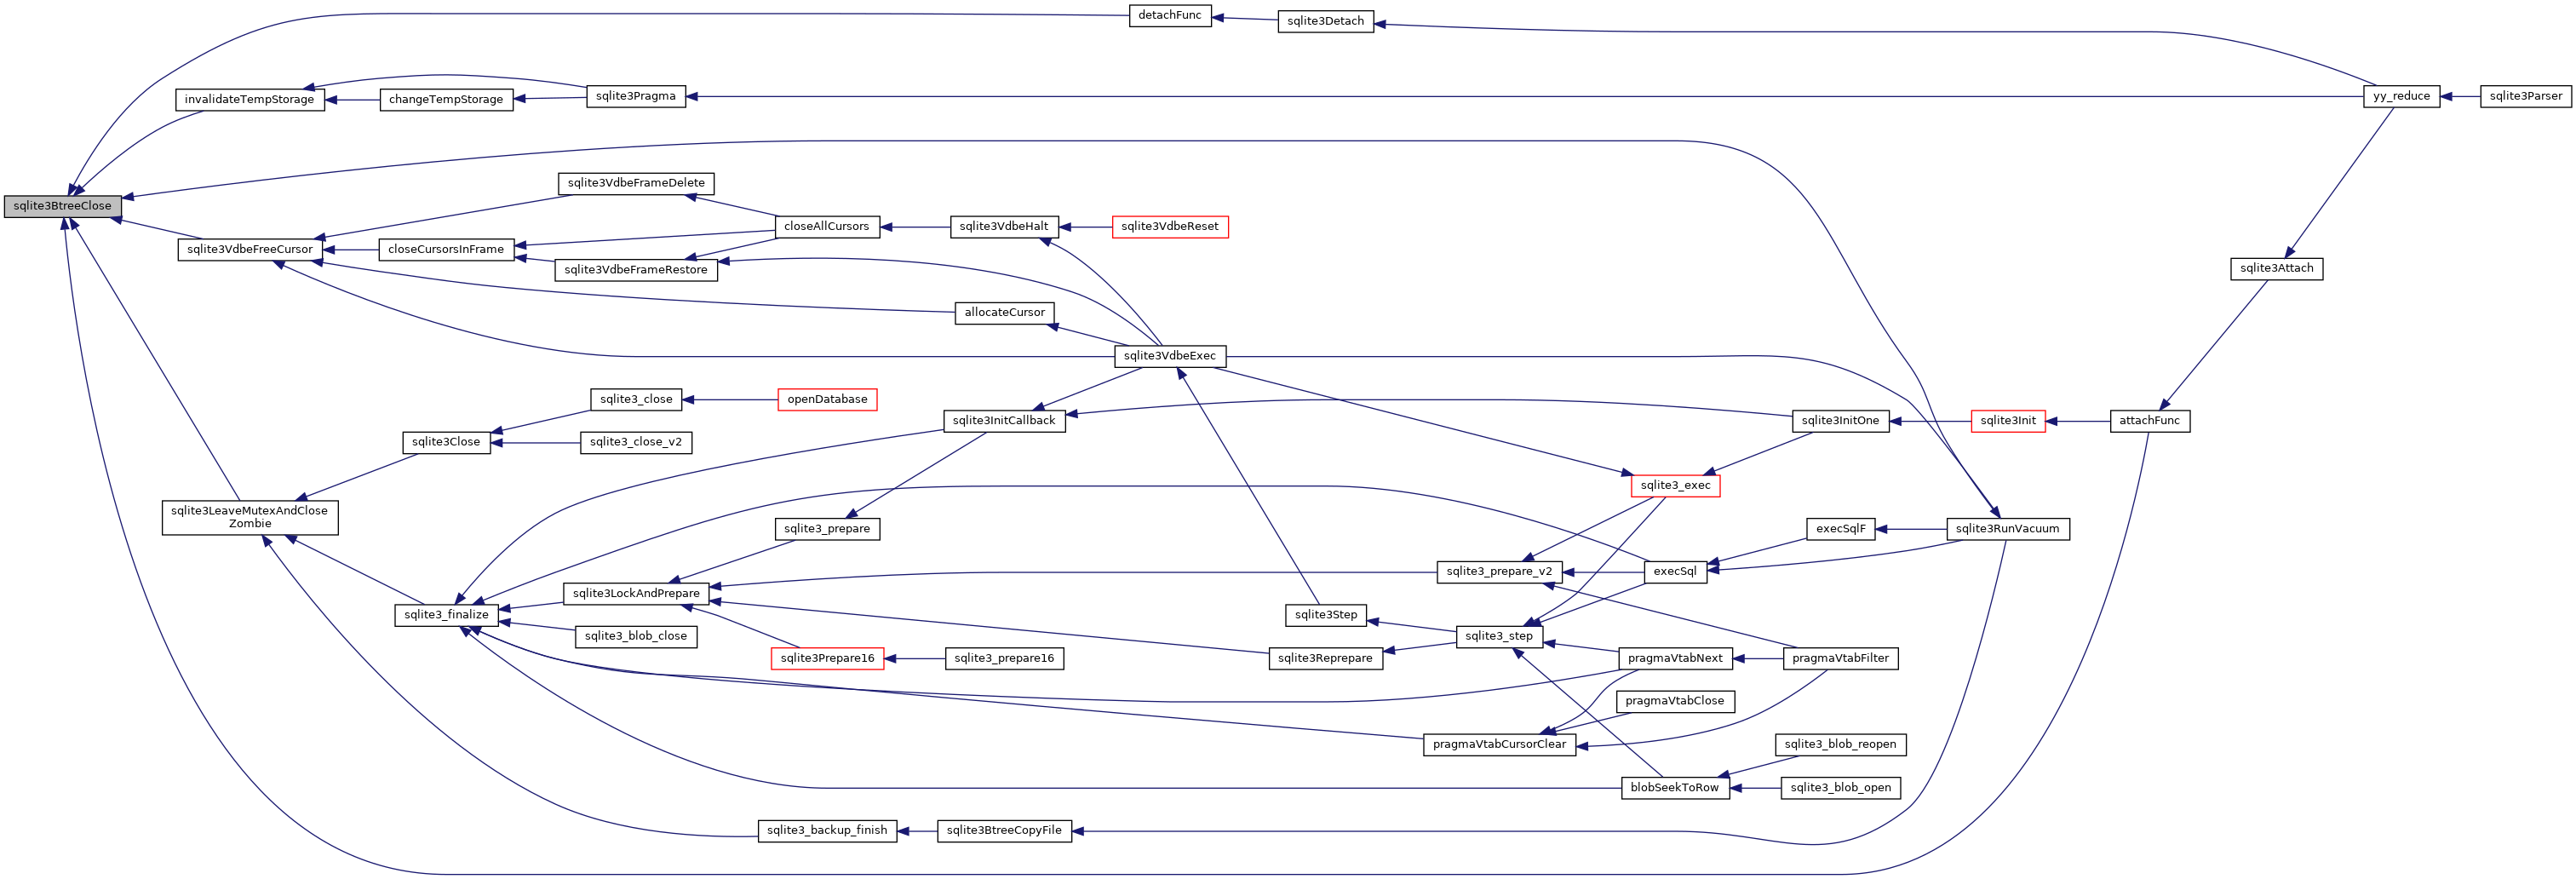 detachFunc
sqlite3Detach
invalidateTempStorage
changeTempStorage
sqlite3Pragma
yy_reduce
sqlite3Parser
sqlite3BtreeClose
sqlite3VdbeFrameDelete
sqlite3VdbeFreeCursor
closeCursorsInFrame
closeAllCursors
sqlite3VdbeHalt
sqlite3VdbeReset
sqlite3VdbeFrameRestore
sqlite3Attach
allocateCursor
sqlite3VdbeExec
sqlite3_close
openDatabase
sqlite3Close
sqlite3_close_v2
sqlite3InitCallback
sqlite3InitOne
sqlite3Init
attachFunc
sqlite3_exec
sqlite3LeaveMutexAndClose
Zombie
sqlite3_prepare
execSqlF
sqlite3RunVacuum
sqlite3_prepare_v2
execSql
sqlite3LockAndPrepare
sqlite3_finalize
sqlite3_blob_close
sqlite3Step
sqlite3_step
sqlite3Prepare16
sqlite3_prepare16
sqlite3Reprepare
pragmaVtabNext
pragmaVtabFilter
pragmaVtabClose
pragmaVtabCursorClear
sqlite3_blob_reopen
blobSeekToRow
sqlite3_blob_open
sqlite3_backup_finish
sqlite3BtreeCopyFile